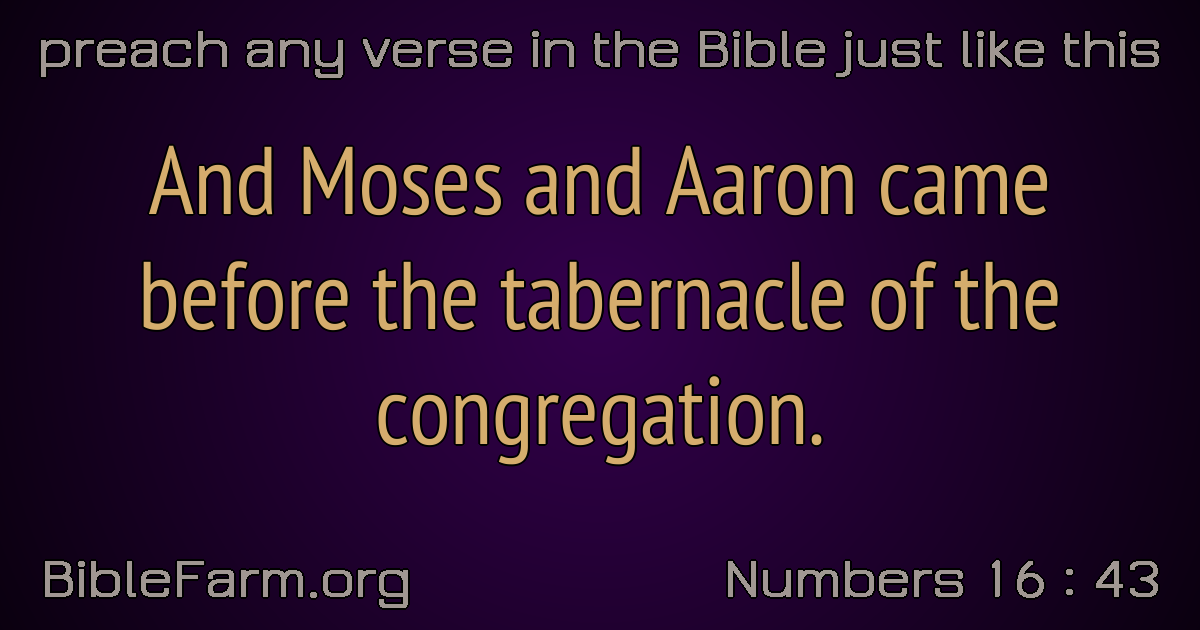 preach any verse in the Bible just like this
And Moses and Aaron came
before the tabernacle of the
congregation.
BibleFarm.org
Numbers 16 : 43